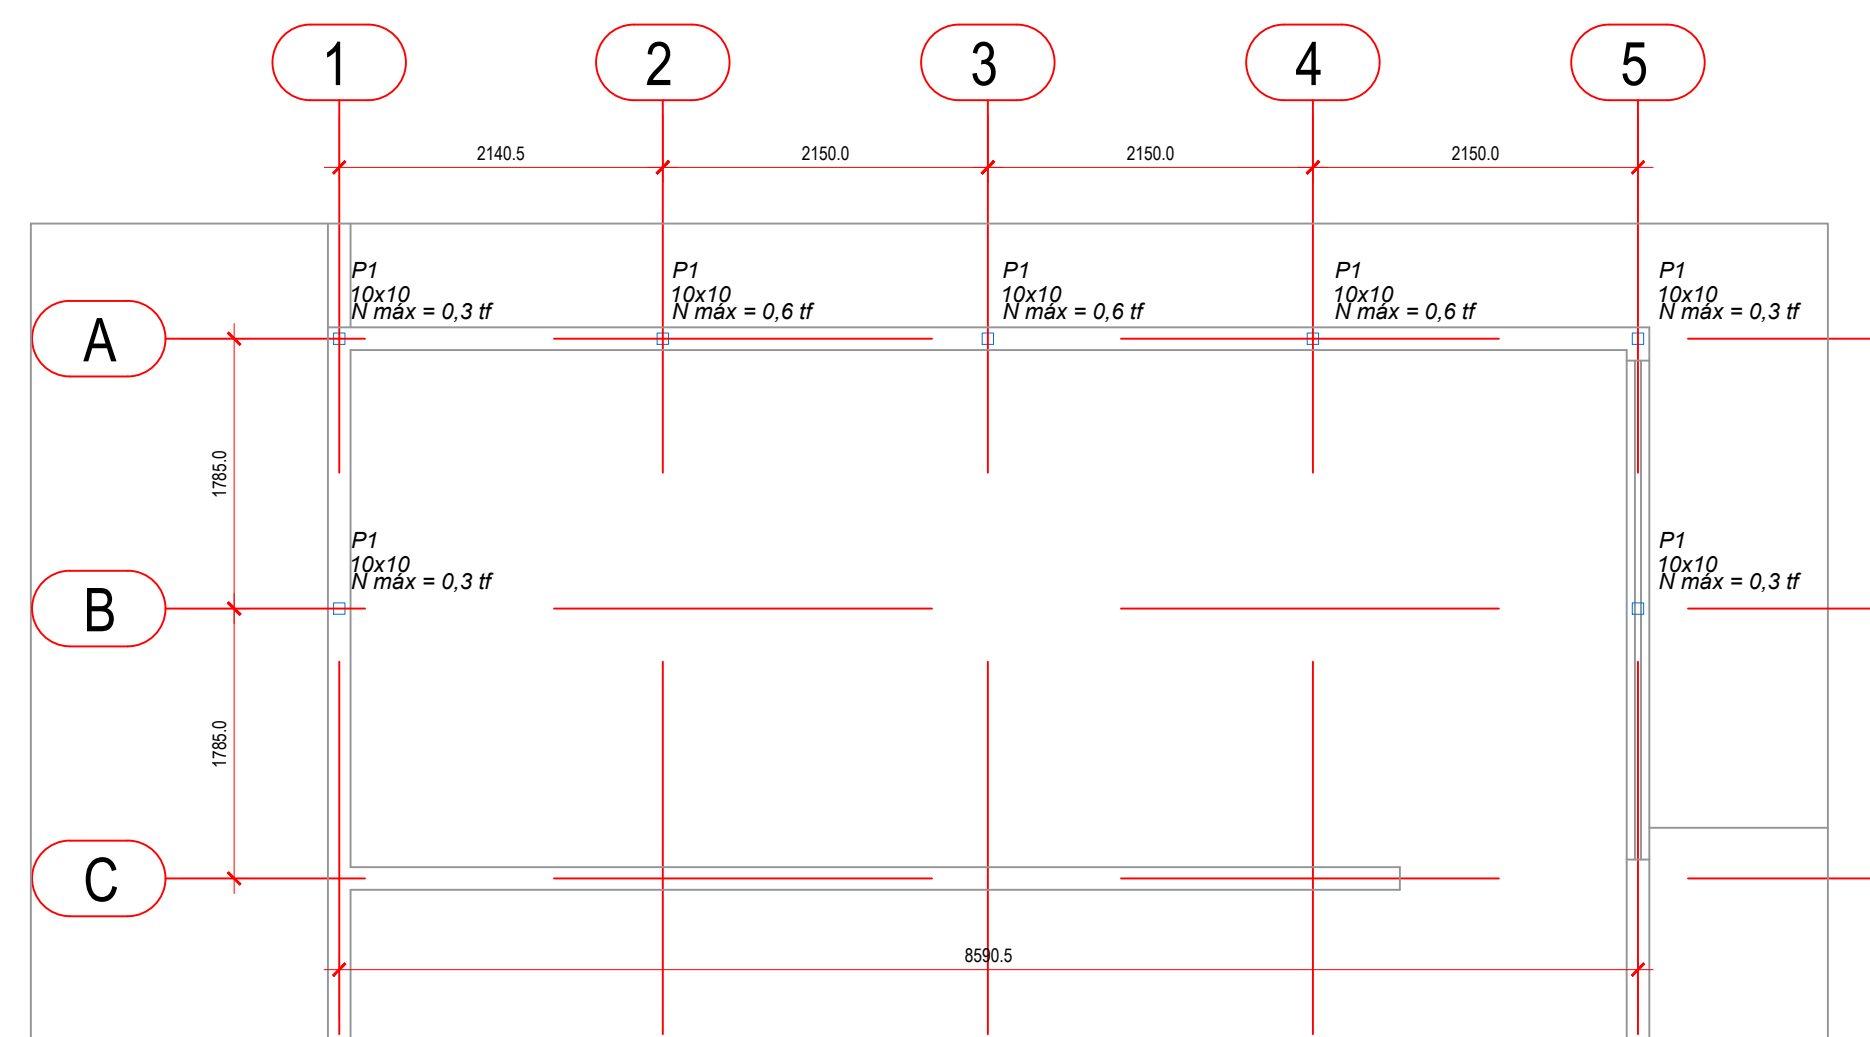 1
2
3
4
5
2140.5
2150.0
2150.0
2150.0
P1
10x10
N máx = 0,3 tf
P1
10x10
N máx = 0,6 tf
P1
10x10
N máx = 0,6 tf
P1
10x10
N máx = 0,6 tf
P1
10x10
N máx = 0,3 tf
A
1785.0
P1
10x10
N máx = 0,3 tf
P1
10x10
N máx = 0,3 tf
B
1785.0
C
8590.5